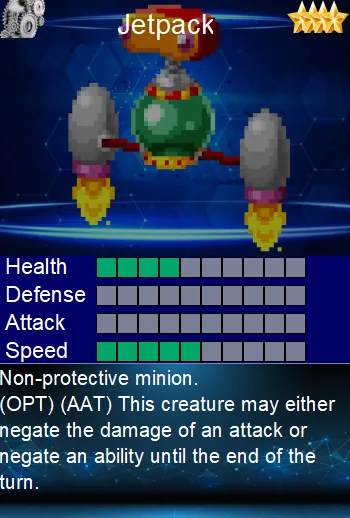 Jetpack
Health
Defense
Attack
Speed
Non-protective minion.
(OPT) (AAT) This creature may either
negate the damage of an attack or
negate an ability until the end of the
turn.